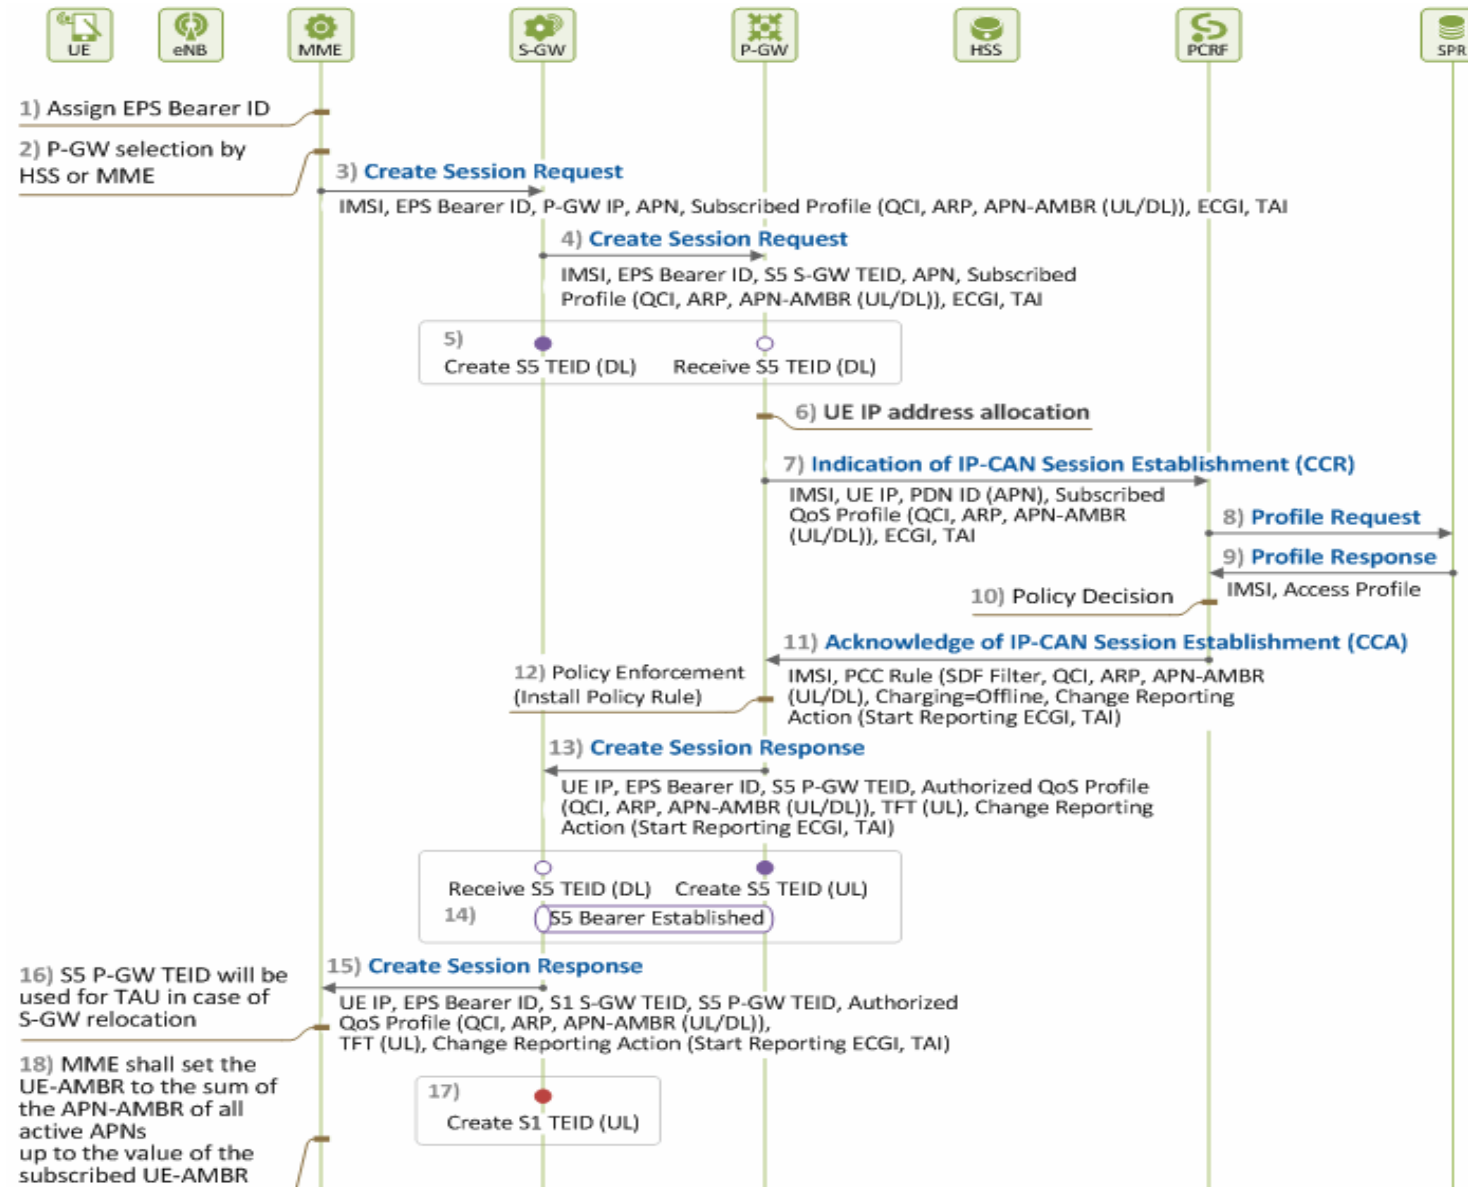 UE
eNB
MME
S-GW
P-GW
HSS
PCRF
SPR
1) Assign EPS Bearer ID
2) P-GW selection by
HSS or MME
3) Create Session Request
IMSI, EPS Bearer ID, P-GW IP, APN, Subscribed Profile (QCI, ARP, APN-AMBR (UL/DL)), ECGI, TAI
4) Create Session Request
IMSI, EPS Bearer ID, S5 S-GW TEID, APN, Subscribed
Profile (QCI, ARP, APN-AMBR (UL/DL)), ECGI, TAI
5)
Create S5 TEID (DL)
Receive S5 TEID (DL)
6) UE IP address allocation
7) Indication of IP-CAN Session Establishment (CCR)
IMSI, UE IP, PDN ID (APN), Subscribed
QoS Profile (QCI, ARP, APN-AMBR
(UL/DL)), ECGI, TAI
8) Profile Request
9) Profile Response
IMSI, Access Profile
10) Policy Decision
11) Acknowledge of IP-CAN Session Establishment (CCA)
IMSI, PCC Rule (SDF Filter, QCI, ARP, APN-AMBR
(UL/DL), Charging=Offline, Change Reporting
Action (Start Reporting ECGI, TAI)
12) Policy Enforcement
(Install Policy Rule)
13) Create Session Response
UE IP, EPS Bearer ID, S5 P-GW TEID, Authorized QoS Profile
(QCI, ARP, APN-AMBR (UL/DL)), TFT (UL), Change Reporting
Action (Start Reporting ECGI, TAI)
Receive S5 TEID (DL)
Create S5 TEID (UL)
14)
S5 Bearer Established
15) Create Session Response
UE IP, EPS Bearer ID, S1 S-GW TEID, S5 P-GW TEID, Authorized
QoS Profile (QCI, ARP, APN-AMBR (UL/DL)),
TFT (UL), Change Reporting Action (Start Reporting ECGI, TAI)
16) S5 P-GW TEID will be
used for TAU in case of
S-GW relocation
17)
Create S1 TEID (UL)
18) MME shall set the
UE-AMBR to the sum of
the APN-AMBR of all
active APNs
up to the value of the
subscribed UE-AMBR